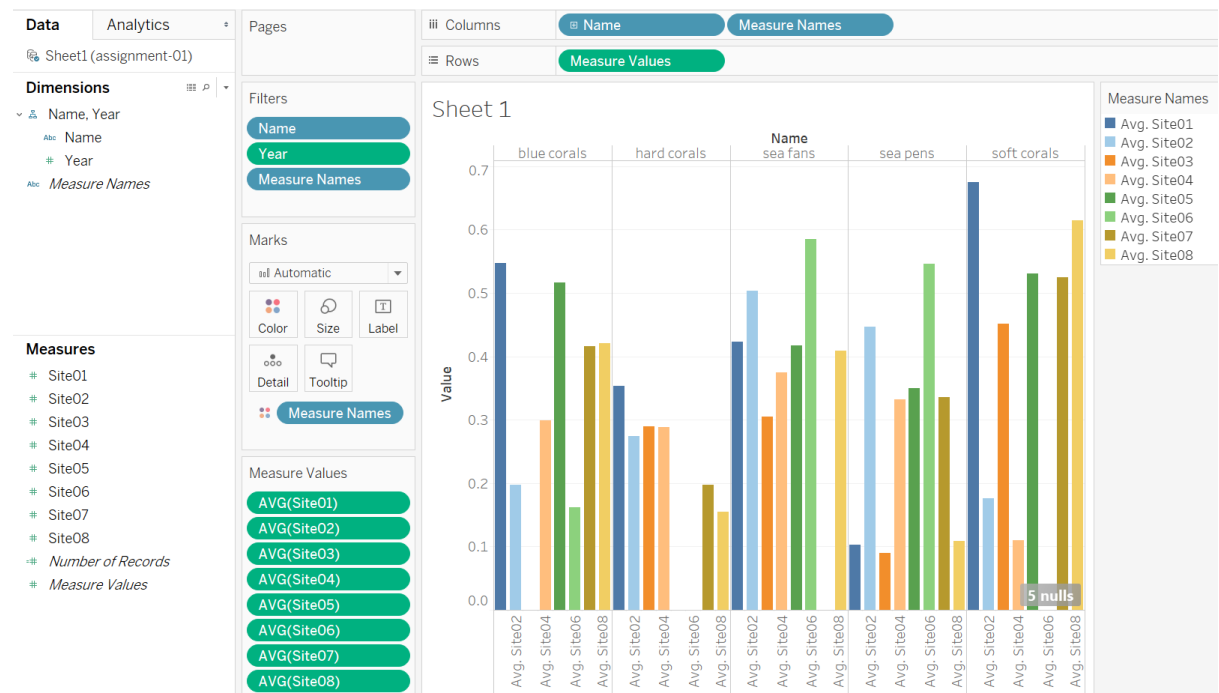 Data
Analytics
Sheet1 (assignment-01)
Dimensions
Name, Year
Abc Name
# Year
Abc Measure Names
Measures
# Site01
# Site02
# Site03
# Site04
# Site05
# Site06
# Site07
# Site08
=# Number of Records
# Measure Values
Pages
Filters
Name
Year
Measure Names
Marks
Automatic
Color
Size
T
Label
Detail
Tooltip
Measure Names
Measure Values
AVG(Site01)
AVG(Site02)
AVG(Site03)
AVG(Site04)
AVG(Site05)
AVG(Site06)
AVG(Site07)
AVG(Site08)
Columns
Name
Measure Names
Rows
Measure Values
Sheet 1
Name
blue corals
hard corals
sea fans
sea pens
soft corals
Value
0.7
0.6
0.5
0.4
0.3
0.2
0.1
0.0
5 nulls
Avg. Site02
Avg. Site04
Avg. Site06
Avg. Site08
Avg. Site02
Avg. Site04
Avg. Site06
Avg. Site08
Avg. Site02
Avg. Site04
Avg. Site06
Avg. Site08
Avg. Site02
Avg. Site04
Avg. Site06
Avg. Site08
Avg. Site02
Avg. Site04
Avg. Site06
Avg. Site08
Measure Names
Avg. Site01
Avg. Site02
Avg. Site03
Avg. Site04
Avg. Site05
Avg. Site06
Avg. Site07
Avg. Site08